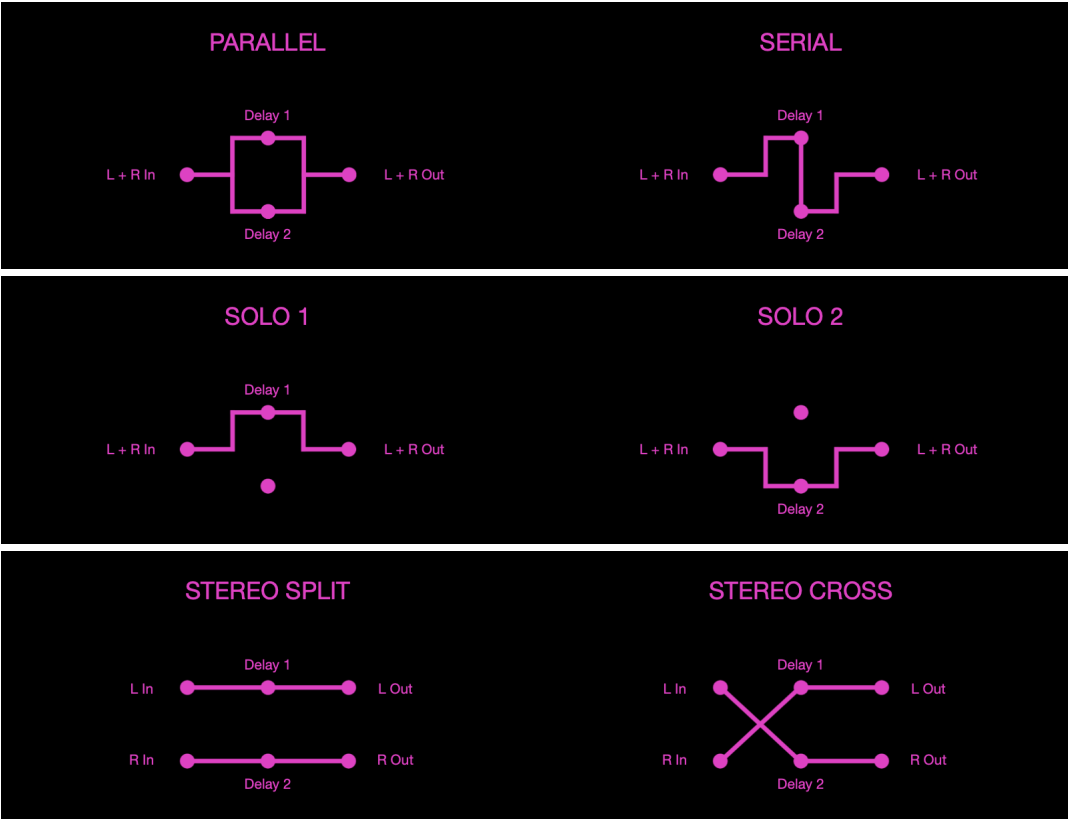 PARALLEL
SERIAL
Delay 1
Delay 1
L + R In
L + R Out
L + R In
L + R Out
Delay 2
Delay 2
SOLO 1
SOLO 2
Delay 1
L + R In
L + R Out
L + R In
L + R Out
Delay 2
STEREO SPLIT
STEREO CROSS
Delay 1
Delay 1
L In
L Out
L In
L Out
R In
R Out
R In
R Out
Delay 2
Delay 2